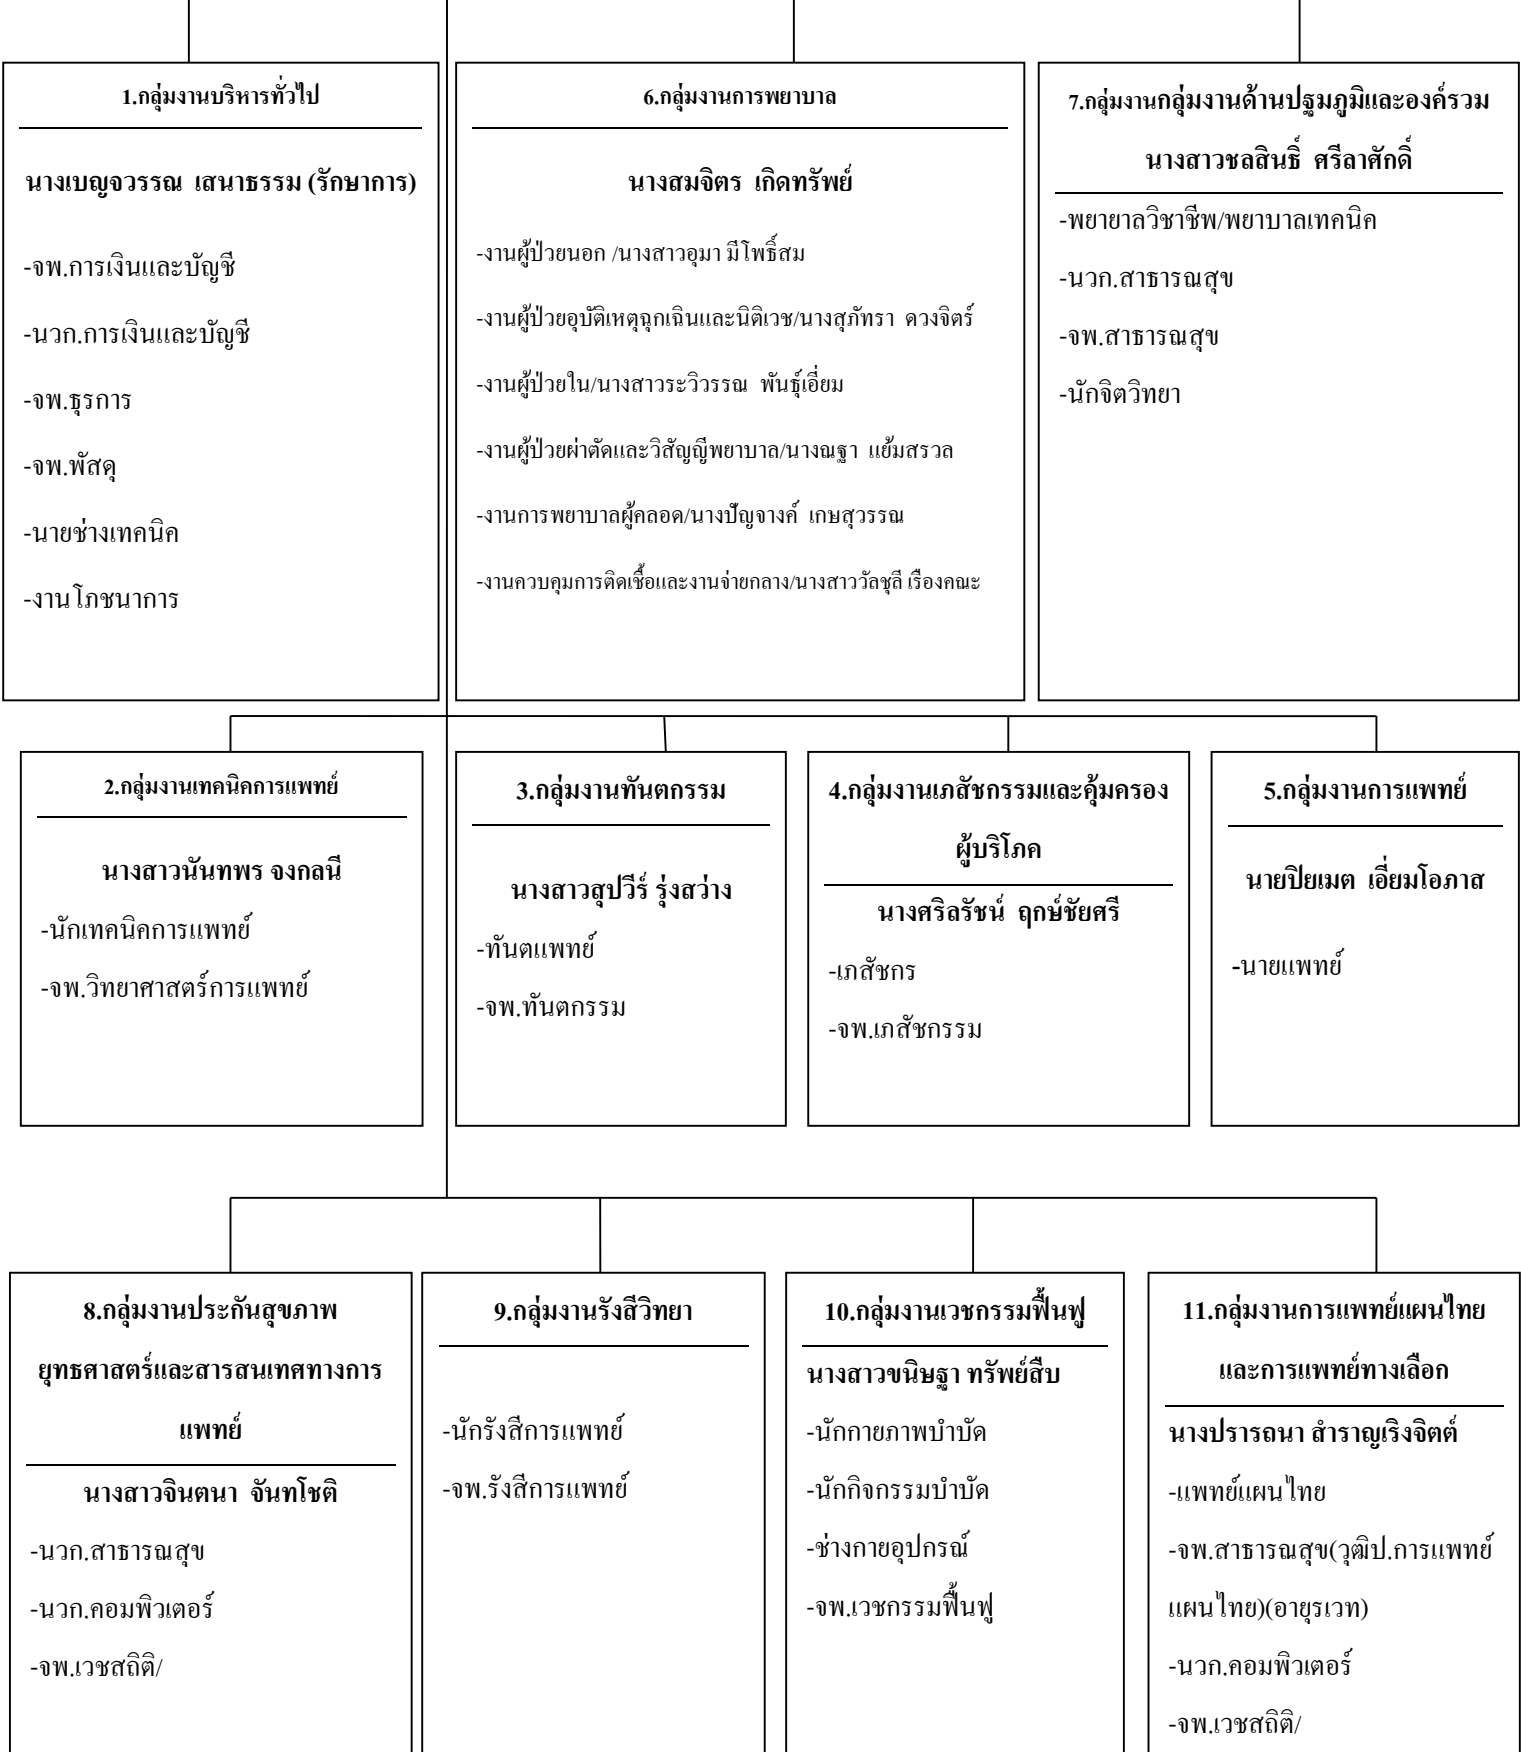 1.กลุ่มงานบริหารทั่วไป
นางเบญจวรรณ เสนาธรรม (รักษาการ)
-จพ.การเงินและบัญชี
-นวก.การเงินและบัญชี
-จพ.ธุรการ
-จพ.พัสดุ
-นายช่างเทคนิค
-งานโภชนาการ
6.กลุ่มงานการพยาบาล
นางสมจิตร เกิดทรัพย์
-งานผู้ป่วยนอก /นางสาวอุมา มีโพธิ์สม
-งานผู้ป่วยอุบัติเหตุฉุกเฉินและนิติเวช/นางสุภัทรา ดวงจิตร์
-งานผู้ป่วยใน/นางสาวระวิวรรณ พันธุ์เอี่ยม
-งานผู้ป่วยผ่าตัดและวิสัญญีพยาบาล/นางณฐา แย้มสรวล
-งานการพยาบาลผู้คลอด/นางปัญจางค์ เกษสุวรรณ
-งานควบคุมการติดเชื้อและงานจ่ายกลาง/นางสาววัลชุลี เรืองคณะ
7.กลุ่มงานกลุ่มงานด้านปฐมภูมิและองค์รวม
นางสาวชลสินธิ์ ศรีลาศักดิ์
-พยายาลวิชาชีพ/พยาบาลเทคนิค
-นวก.สาธารณสุข
-จพ.สาธารณสุข
-นักจิตวิทยา
2.กลุ่มงานเทคนิคการแพทย์
นางสาวนันทพร จงกลนี
-นักเทคนิคการแพทย์
-จพ.วิทยาศาสตร์การแพทย์
3.กลุ่มงานทันตกรรม
นางสาวสุปวีร์ รุ่งสว่าง
-ทันตแพทย์
-จพ.ทันตกรรม
4.กลุ่มงานเภสัชกรรมและคุ้มครอง
ผู้บริโภค
นางศริลรัชน์ ฤกษ์ชัยศรี
-เภสัชกร
-จพ.เภสัชกรรม
5.กลุ่มงานการแพทย์
นายปิยเมต เอี่ยมโอภาส
-นายแพทย์
8.กลุ่มงานประกันสุขภาพ
ยุทธศาสตร์และสารสนเทศทางการ
แพทย์
นางสาวจินตนา จันทโชติ
-นวก.สาธารณสุข
-นวก.คอมพิวเตอร์
-จพ.เวชสถิติ/
9.กลุ่มงานรังสีวิทยา
-นักรังสีการแพทย์
-จพ.รังสีการแพทย์
10.กลุ่มงานเวชกรรมฟื้นฟู
นางสาวขนิษฐา ทรัพย์สืบ
-นักกายภาพบำบัด
-นักกิจกรรมบำบัด
-ช่างกายอุปกรณ์
-จพ.เวชกรรมฟื้นฟู
11.กลุ่มงานการแพทย์แผนไทย
และการแพทย์ทางเลือก
นางปรารถนา สำราญเริงจิตต์
-แพทย์แผนไทย
-จพ.สาธารณสุข(วุฒิป.การแพทย์
แผนไทย)(อายุรเวท)
-นวก.คอมพิวเตอร์
-จพ.เวชสถิติ/